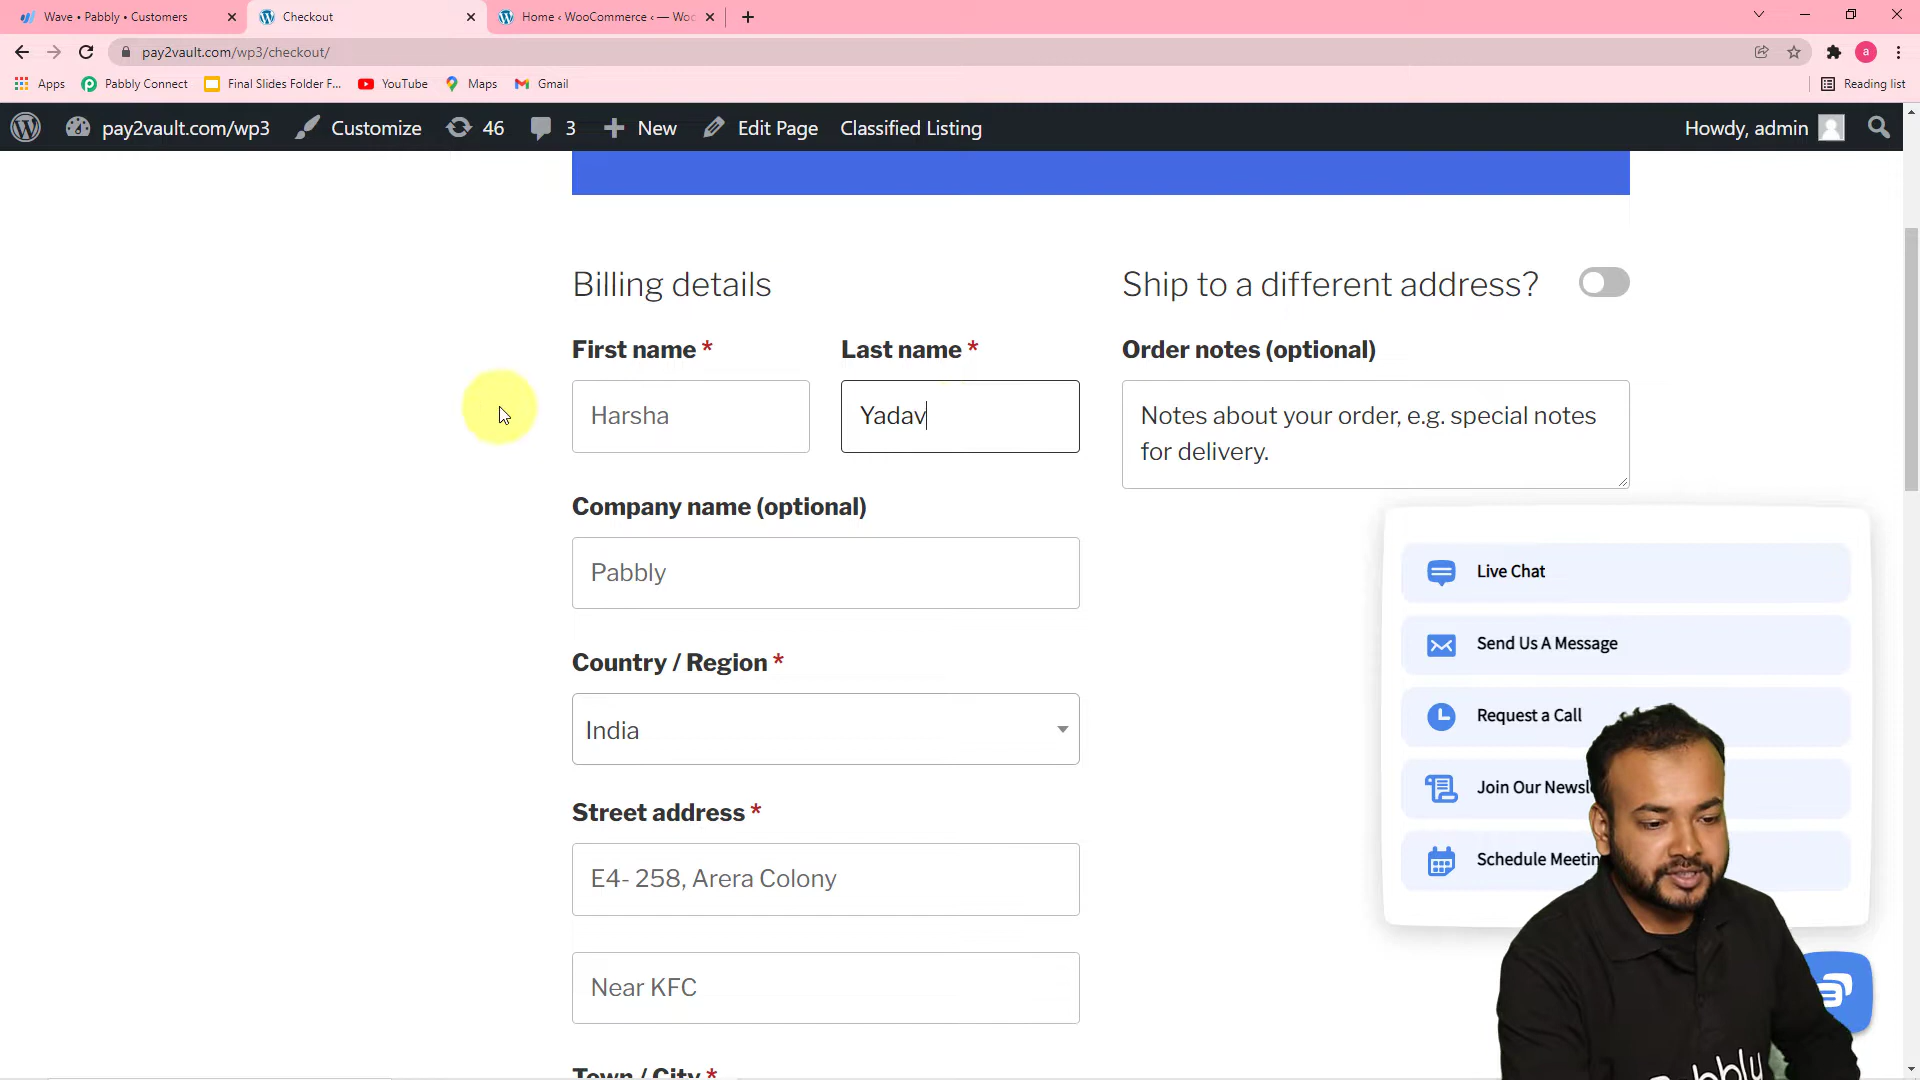 Wave • Pabbly • Customers
Checkout
Home ‹ WooCommerce ‹ — Woc
pay2vault.com/wp3/checkout/
a
Apps
Pabbly Connect
Final Slides Folder F...
YouTube
Maps
Gmail
Reading list
pay2vault.com/wp3
Customize
46
3
New
Edit Page
Classified Listing
Howdy, admin
Billing details
Ship to a different address?
First name *
Last name *
Order notes (optional)
Harsha
Yadav
Notes about your order, e.g. special notes
for delivery.
Company name (optional)
Pabbly
Live Chat
Send Us A Message
Country / Region *
India
Request a Call
Join Our Newsl
Street address *
Schedule Meetin
E4- 258, Arera Colony
Near KFC
Town / City *
Pabbly